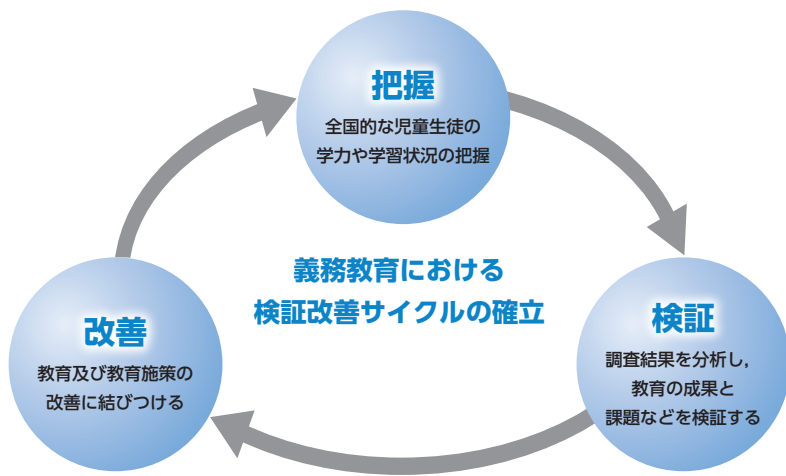 把握
全国的な児童生徒の
学力や学習状況の把握
義務教育における
検証改善サイクルの確立
改善
教育及び教育施策の
改善に結びつける
検証
調査結果を分析し,
教育の成果と
課題などを検証する